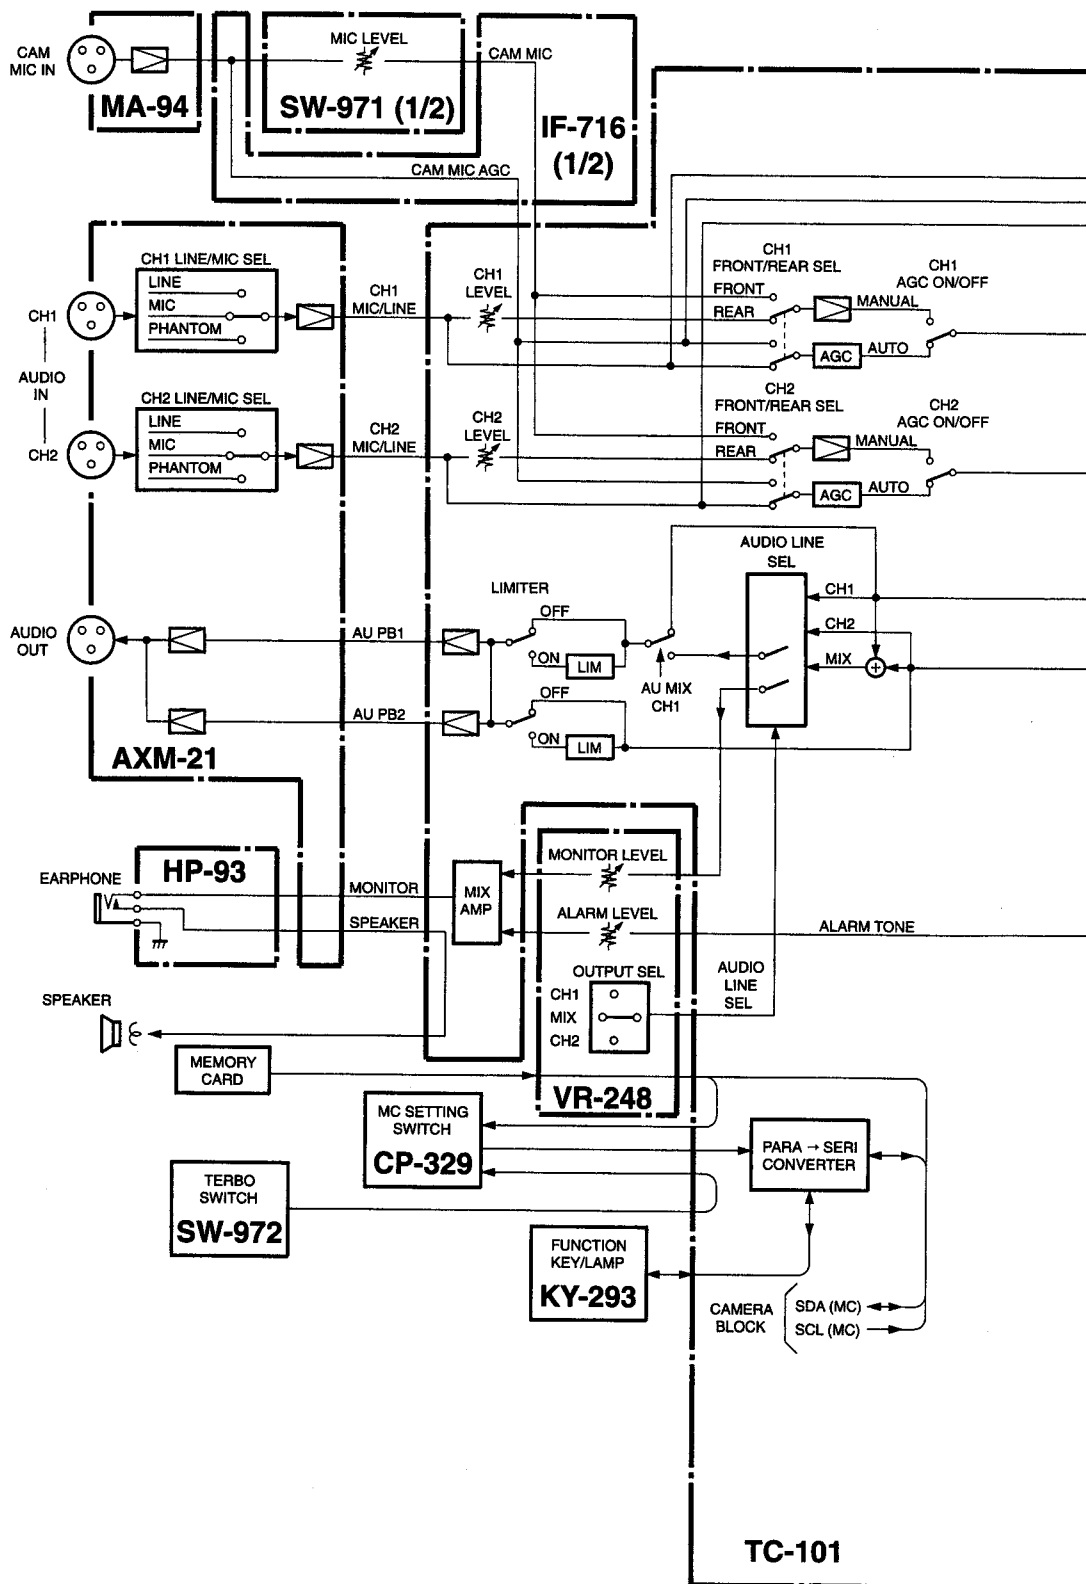 CAM
MIC IN
MIC LEVEL
CAM MIC
MA-94
SW-971 (1/2)
IF-716
(1/2)
CAM MIC AGC
CH1 LINE/MIC SEL
LINE
MIC
PHANTOM
CH1
AUDIO
IN
CH2
CH1
MIC/LINE
CH1
LEVEL
CH1
FRONT/REAR SEL
FRONT
REAR
MANUAL
AGC
AUTO
CH1
AGC ON/OFF
CH2 LINE/MIC SEL
LINE
MIC
PHANTOM
CH2
MIC/LINE
CH2
LEVEL
CH2
FRONT/REAR SEL
FRONT
REAR
MANUAL
AGC
AUTO
CH2
AGC ON/OFF
AUDIO LINE
SEL
LIMITER
OFF
ON
LIM
AU MIX
CH1
CH1
CH2
MIX
AUDIO
OUT
AU PB1
OFF
ON
LIM
AU PB2
AXM-21
HP-93
EARPHONE
MONITOR
SPEAKER
MIX
AMP
MONITOR LEVEL
ALARM LEVEL
ALARM TONE
OUTPUT SEL
CH1
MIX
CH2
AUDIO
LINE
SEL
SPEAKER
MEMORY
CARD
VR-248
MC SETTING
SWITCH
CP-329
PARA → SERI
CONVERTER
TERBO
SWITCH
SW-972
FUNCTION
KEY/LAMP
KY-293
CAMERA
BLOCK
SDA (MC)
SCL (MC)
TC-101